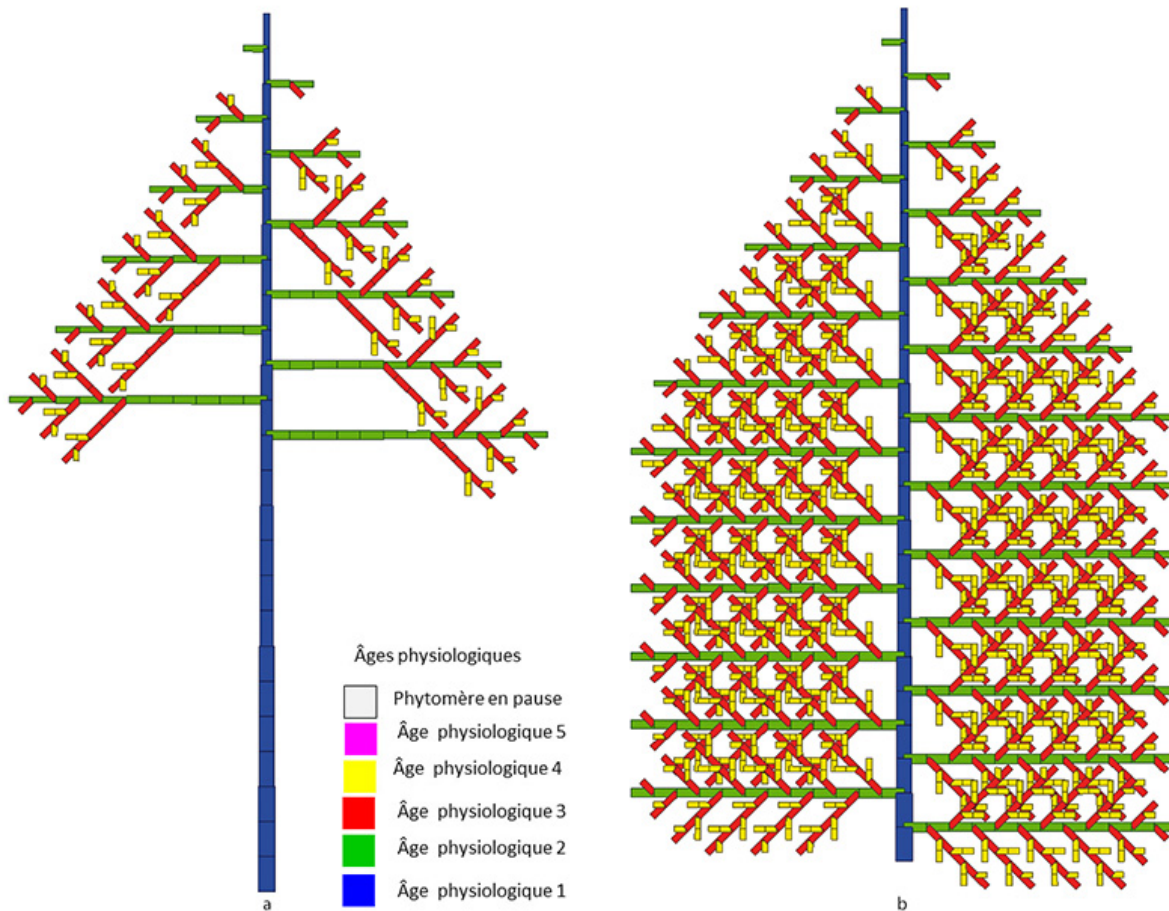 Âges physiologiques
Phytomère en pause
Âge physiologique 5
Âge physiologique 4
Âge physiologique 3
Âge physiologique 2
Âge physiologique 1
a
b